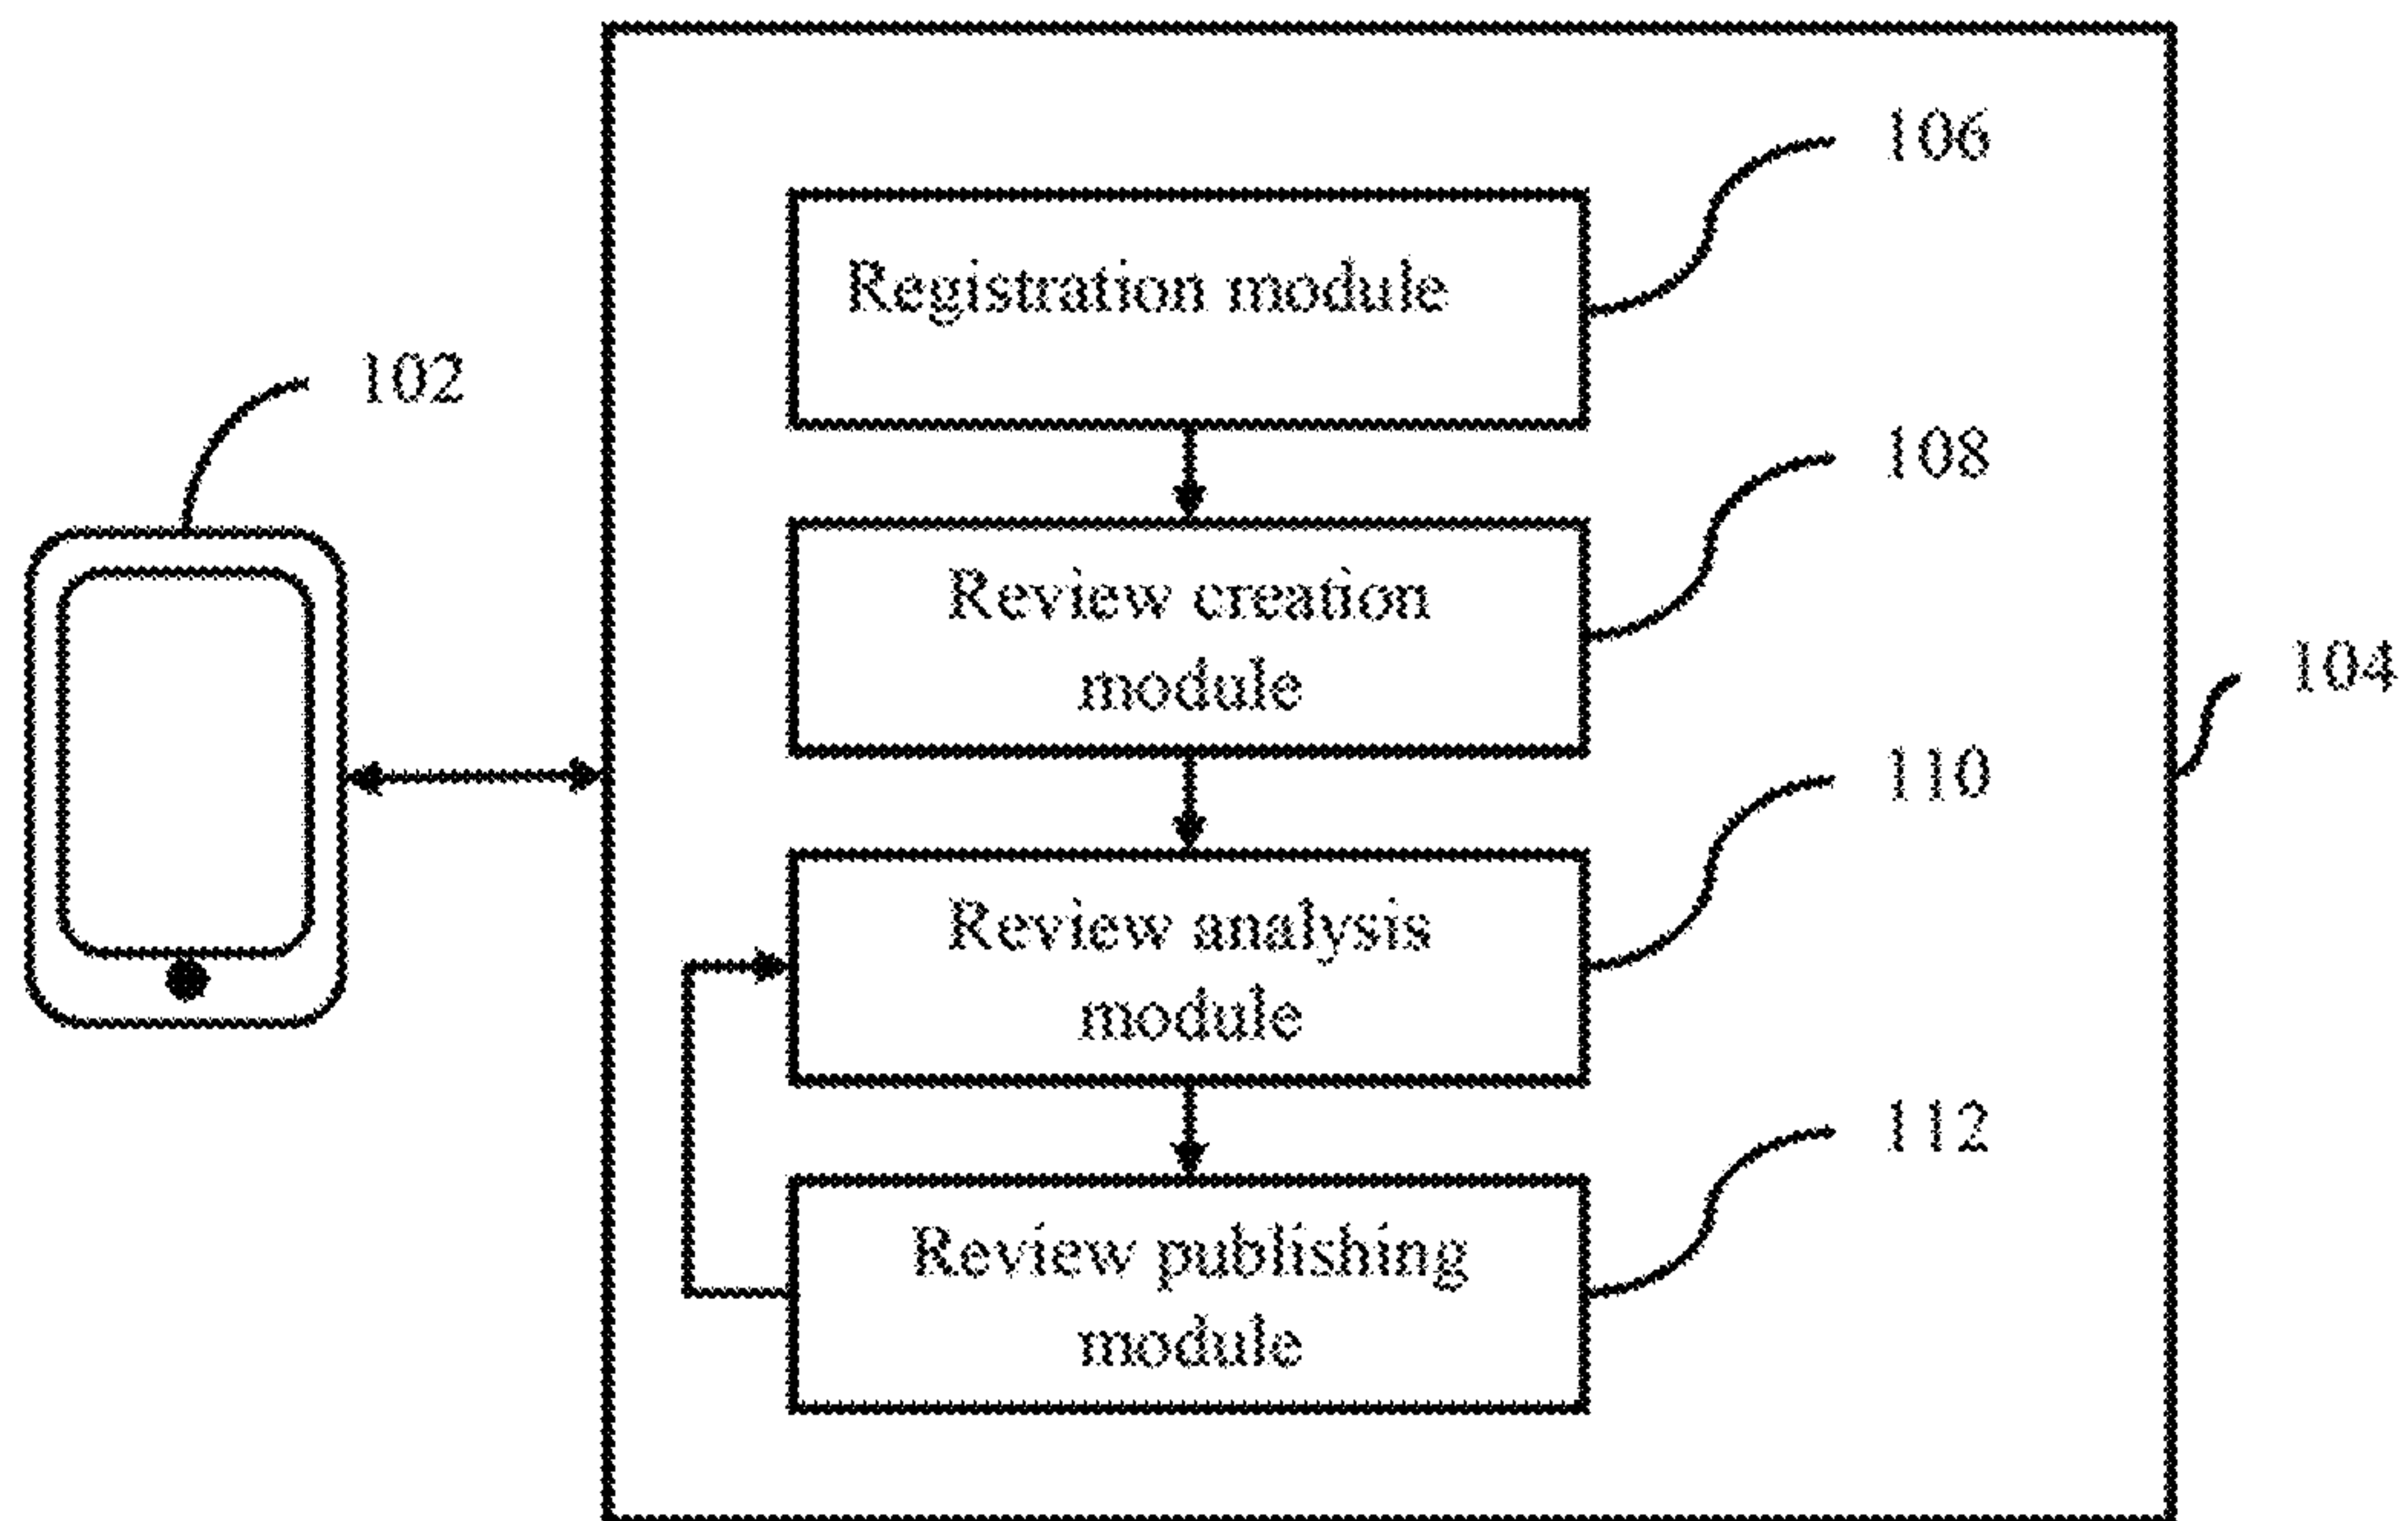 106
Registration module
102
108
Review creation
module
104
110
Review analysis
module
112
Review publishing
module